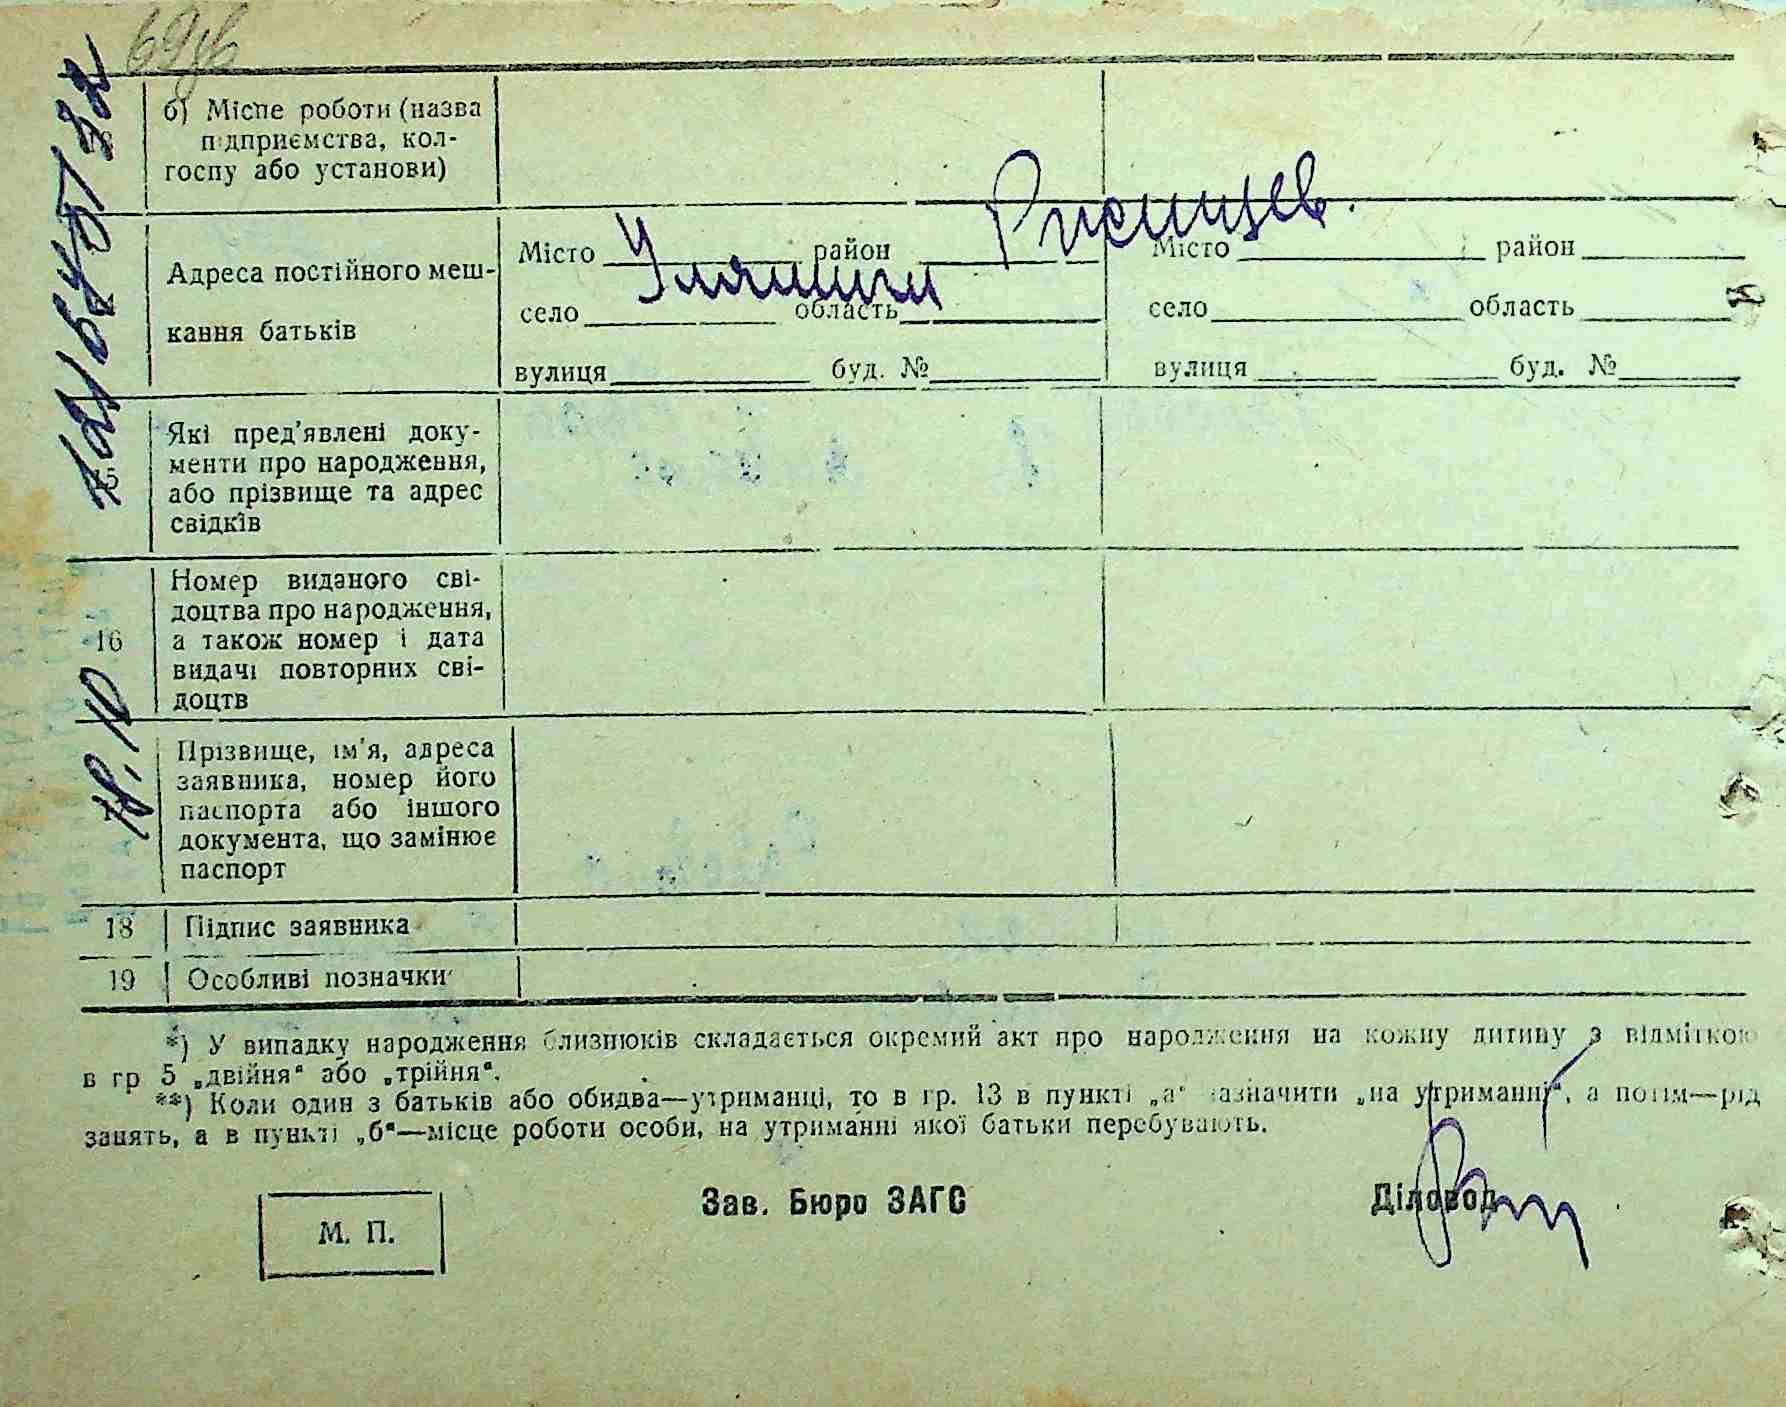 69зб
б) Місце роботи (назва
підприємства, кол-
госпу або установи)
Ржищев.
Місто район
Місто район
Адреса постійного меш-
Уляники
село область
село область
кання батьків
вулиця буд. №
вулиця буд. №
Які пред'явлені доку-
менти про народження,
15
або прізвище та адрес
свідків
Номер виданого сві-
доцтва про народження,
16
а також номер і дата
видачі повторних сві-
доцтв
18.10
Прізвище, ім'я, адреса
заявника, номер його
паспорта або іншого
документа, що замінює
паспорт
18 Підпис заявника
19 Особливі позначки
*) У випадку народження близнюків складається окремий акт про народження на кожну дитину з відміткою
в гр 5 „двійня" або „трійня".
**) Коли один з батьків або обидва—утриманці, то в гр. 13 в пункті „а" зазначити „на утриманні", а потім—рід
занять, а в пункті „б"—місце роботи особи, на утриманні якої батьки перебувають.
М. П.
Зав. Бюро ЗАГС
Діловод